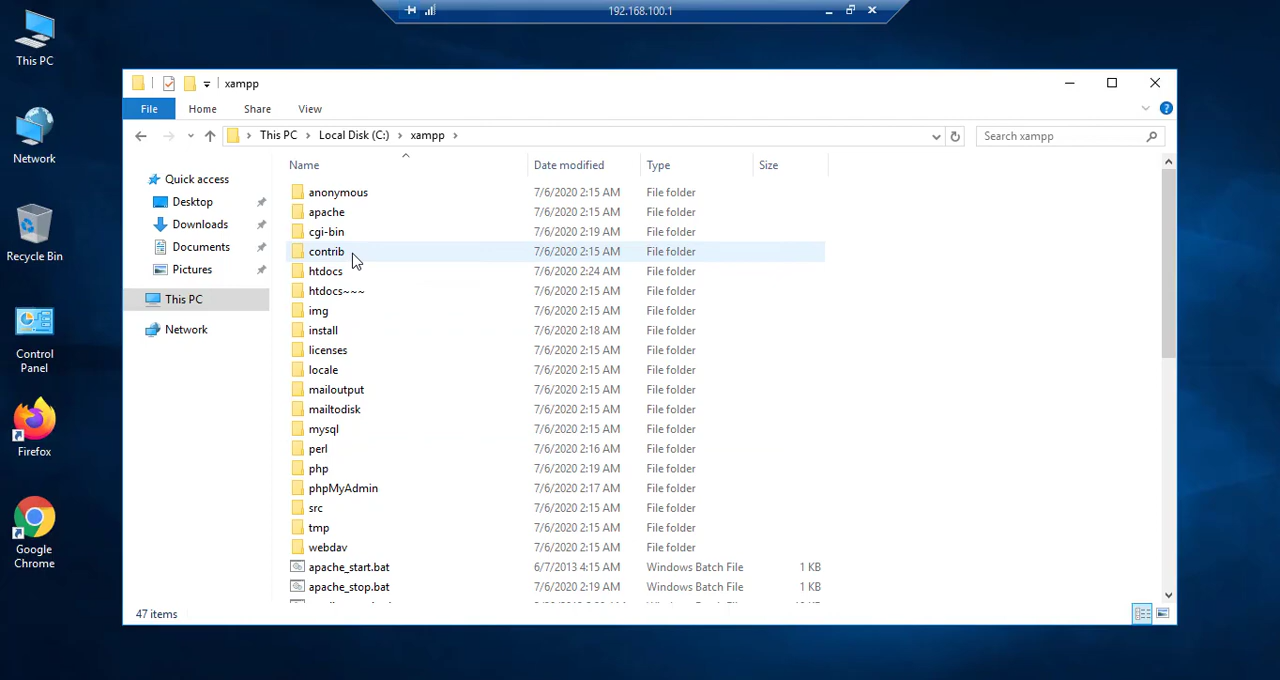 192.168.100.1
This PC
Network
Recycle Bin
Control
Panel
Firefox
Google
Chrome
xampp
File Home Share View
This PC Local Disk (C:) xampp
Search xampp
Quick access
Desktop
Downloads
Documents
Pictures
This PC
Network
Name Date modified Type Size
anonymous 7/6/2020 2:15 AM File folder
apache 7/6/2020 2:15 AM File folder
cgi-bin 7/6/2020 2:19 AM File folder
contrib 7/6/2020 2:15 AM File folder
htdocs 7/6/2020 2:24 AM File folder
htdocs~~~ 7/6/2020 2:15 AM File folder
img 7/6/2020 2:15 AM File folder
install 7/6/2020 2:18 AM File folder
licenses 7/6/2020 2:15 AM File folder
locale 7/6/2020 2:15 AM File folder
mailoutput 7/6/2020 2:15 AM File folder
mailtodisk 7/6/2020 2:15 AM File folder
mysql 7/6/2020 2:15 AM File folder
perl 7/6/2020 2:16 AM File folder
php 7/6/2020 2:19 AM File folder
phpMyAdmin 7/6/2020 2:17 AM File folder
src 7/6/2020 2:15 AM File folder
tmp 7/6/2020 2:15 AM File folder
webdav 7/6/2020 2:15 AM File folder
apache_start.bat 6/7/2013 4:15 AM Windows Batch File 1 KB
apache_stop.bat 7/6/2020 2:19 AM Windows Batch File 1 KB
47 items